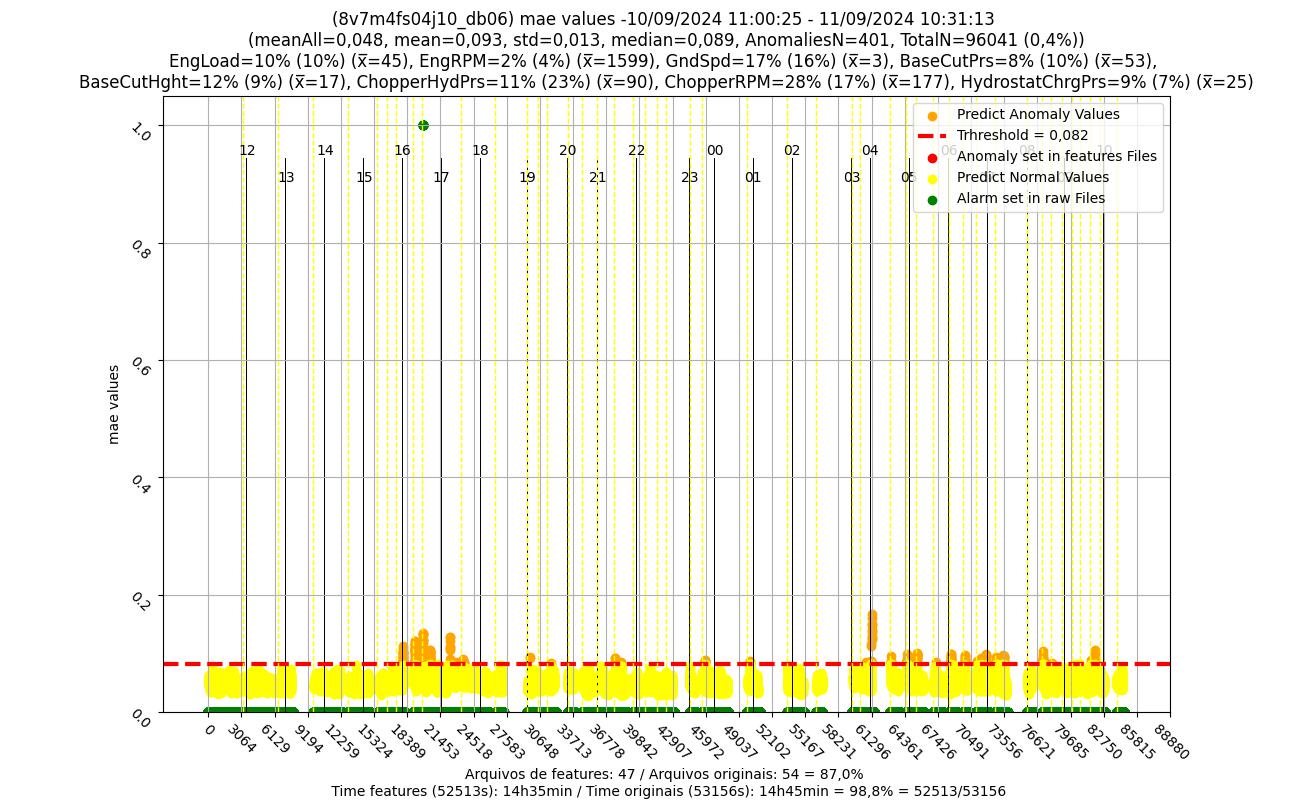 (8v7m4fs04j10_db06) mae values -10/09/2024 11:00:25 - 11/09/2024 10:31:13
(meanAll=0,048, mean=0,093, std=0,013, median=0,089, AnomaliesN=401, TotalN=96041 (0,4%))
EngLoad=10% (10%) (x̅=45), EngRPM=2% (4%) (x̅=1599), GndSpd=17% (16%) (x̅=3), BaseCutPrs=8% (10%) (x̅=53),
BaseCutHght=12% (9%) (x̅=17), ChopperHydPrs=11% (23%) (x̅=90), ChopperRPM=28% (17%) (x̅=177), HydrostatChrgPrs=9% (7%) (x̅=25)
Predict Anomaly Values
Trhreshold = 0,082
Anomaly set in features Files
Predict Normal Values
Alarm set in raw Files
12 14 16 18 20 22 00 02 04 06 08 10
13 15 17 19 21 23 01 03 05
mae values
1.0
0.8
0.6
0.4
0.2
0.0
0 3064 6129 9194 12259 15324 18389 21453 24518 27583 30648 33713 36778 39842 42907 45972 49037 52102 55167 58231 61296 64361 67426 70491 73556 76621 79685 82750 85815 88880
Arquivos de features: 47 / Arquivos originais: 54 = 87,0%
Time features (52513s): 14h35min / Time originais (53156s): 14h45min = 98,8% = 52513/53156